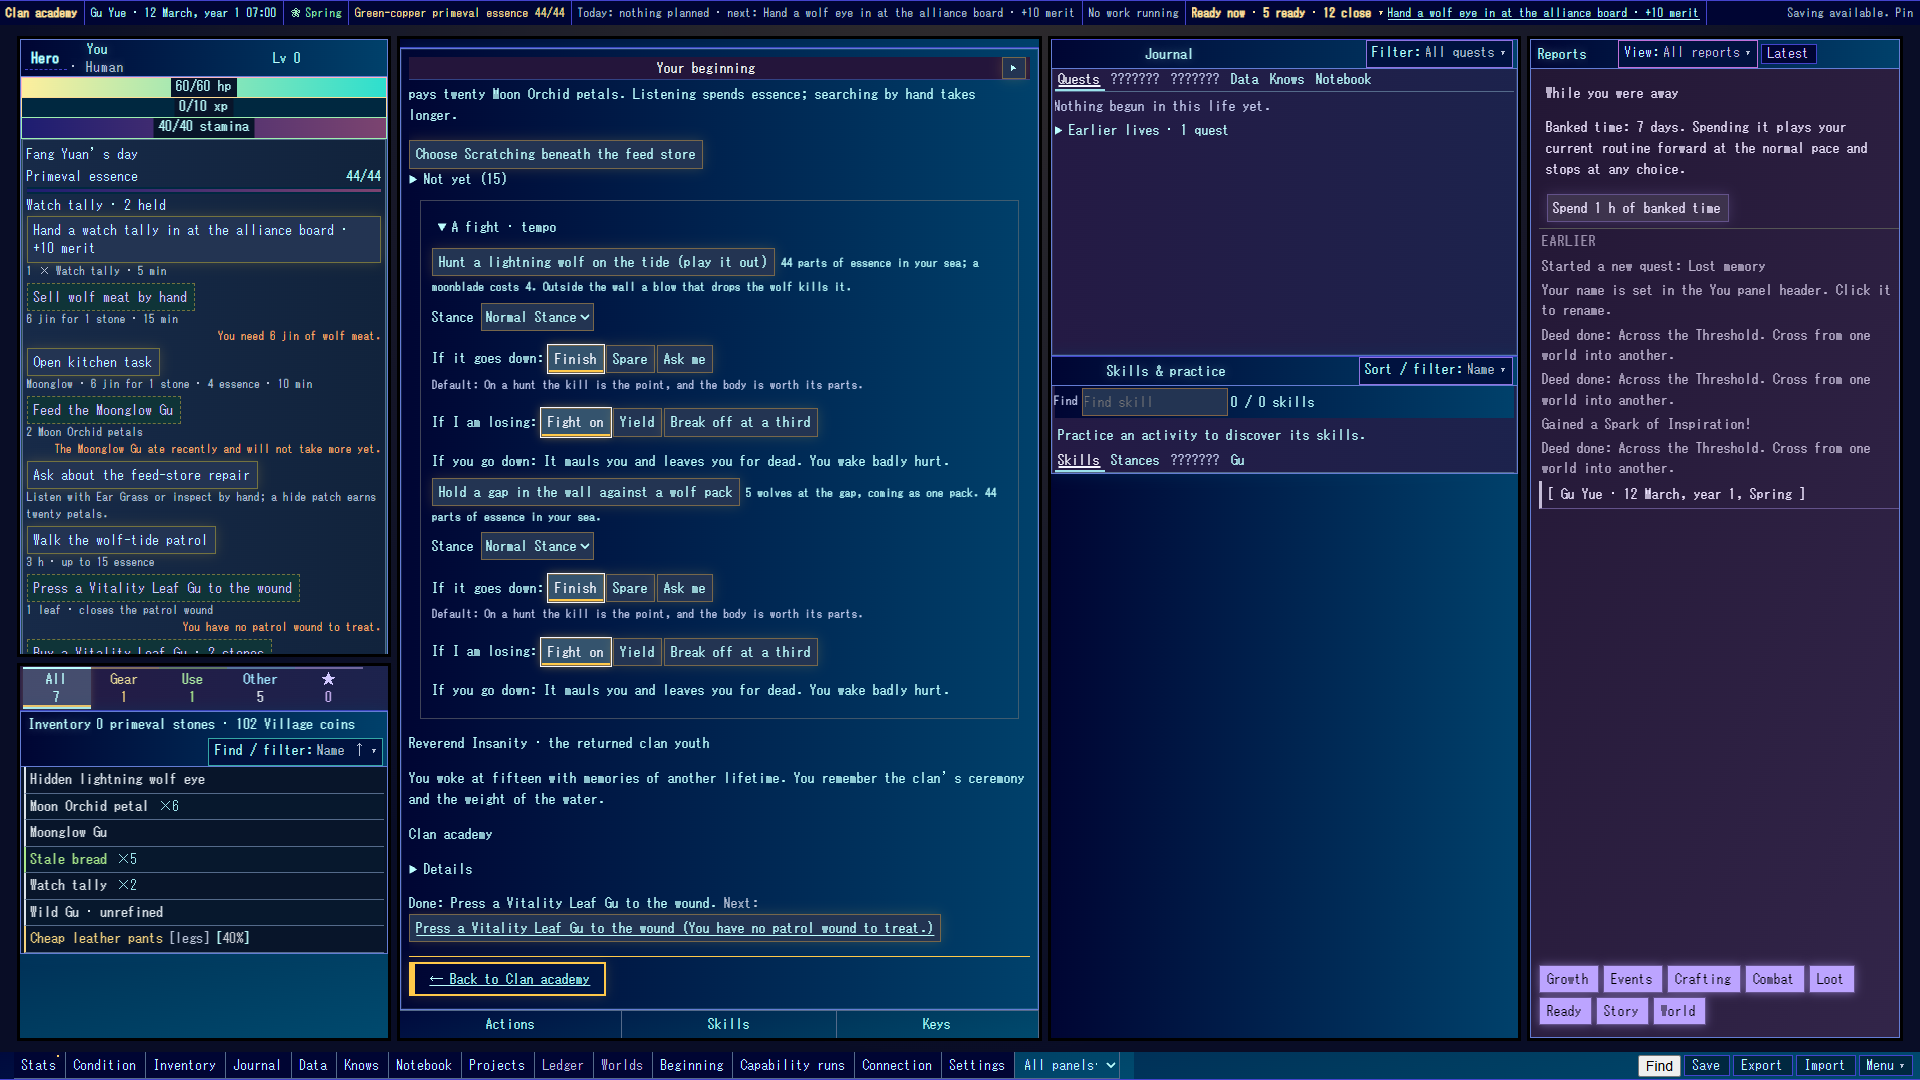 Clan academy
Gu Yue · 12 March, year 1 07:00
❀ Spring
Green-copper primeval essence 44/44
Today: nothing planned · next: Hand a wolf eye in at the alliance board · +10 merit
No work running
Ready now · 5 ready · 12 close ▾
Hand a wolf eye in at the alliance board · +10 merit
Saving available. Pin
Hero · You
Human
Lv 0
60/60 hp
0/10 xp
40/40 stamina
Fang Yuan's day
Primeval essence 44/44
Watch tally · 2 held
Hand a watch tally in at the alliance board ·
+10 merit
1 × Watch tally · 5 min
Sell wolf meat by hand
6 jin for 1 stone · 15 min
You need 6 jin of wolf meat.
Open kitchen task
Moonglow · 6 jin for 1 stone · 4 essence · 10 min
Feed the Moonglow Gu
2 Moon Orchid petals
The Moonglow Gu ate recently and will not take more yet.
Ask about the feed-store repair
Listen with Ear Grass or inspect by hand; a hide patch earns
twenty petals.
Walk the wolf-tide patrol
3 h · up to 15 essence
Press a Vitality Leaf Gu to the wound
1 leaf · closes the patrol wound
You have no patrol wound to treat.
Buy a Vitality Leaf Gu · 2 stones
All 7
Gear 1
Use 1
Other 5
★ 0
Inventory 0 primeval stones · 102 Village coins
Find / filter: Name ↑ ▾
Hidden lightning wolf eye
Moon Orchid petal ×6
Moonglow Gu
Stale bread ×5
Watch tally ×2
Wild Gu · unrefined
Cheap leather pants [legs] [40%]
Your beginning ▸
pays twenty Moon Orchid petals. Listening spends essence; searching by hand takes
longer.
Choose Scratching beneath the feed store
▶ Not yet (15)
▼ A fight · tempo
Hunt a lightning wolf on the tide (play it out) 44 parts of essence in your sea; a
moonblade costs 4. Outside the wall a blow that drops the wolf kills it.
Stance Normal Stance
If it goes down: Finish Spare Ask me
Default: On a hunt the kill is the point, and the body is worth its parts.
If I am losing: Fight on Yield Break off at a third
If you go down: It mauls you and leaves you for dead. You wake badly hurt.
Hold a gap in the wall against a wolf pack 5 wolves at the gap, coming as one pack. 44
parts of essence in your sea.
Stance Normal Stance
If it goes down: Finish Spare Ask me
Default: On a hunt the kill is the point, and the body is worth its parts.
If I am losing: Fight on Yield Break off at a third
If you go down: It mauls you and leaves you for dead. You wake badly hurt.
Reverend Insanity · the returned clan youth
You woke at fifteen with memories of another lifetime. You remember the clan's ceremony
and the weight of the water.
Clan academy
▶ Details
Done: Press a Vitality Leaf Gu to the wound. Next:
Press a Vitality Leaf Gu to the wound (You have no patrol wound to treat.)
← Back to Clan academy
Actions Skills Keys
Journal
Filter: All quests ▾
Quests ??????? ??????? Data Knows Notebook
Nothing begun in this life yet.
▶ Earlier lives · 1 quest
Skills & practice
Sort / filter: Name ▾
Find Find skill 0 / 0 skills
Practice an activity to discover its skills.
Skills Stances ??????? Gu
Reports
View: All reports ▾
Latest
While you were away
Banked time: 7 days. Spending it plays your
current routine forward at the normal pace and
stops at any choice.
Spend 1 h of banked time
EARLIER
Started a new quest: Lost memory
Your name is set in the You panel header. Click it
to rename.
Deed done: Across the Threshold. Cross from one
world into another.
Deed done: Across the Threshold. Cross from one
world into another.
Gained a Spark of Inspiration!
Deed done: Across the Threshold. Cross from one
world into another.
[ Gu Yue · 12 March, year 1, Spring ]
Growth Events Crafting Combat Loot
Ready Story World
Stats Condition Inventory Journal Data Knows Notebook Projects Ledger Worlds Beginning Capability runs Connection Settings All panels·
Find Save Export Import Menu ▾